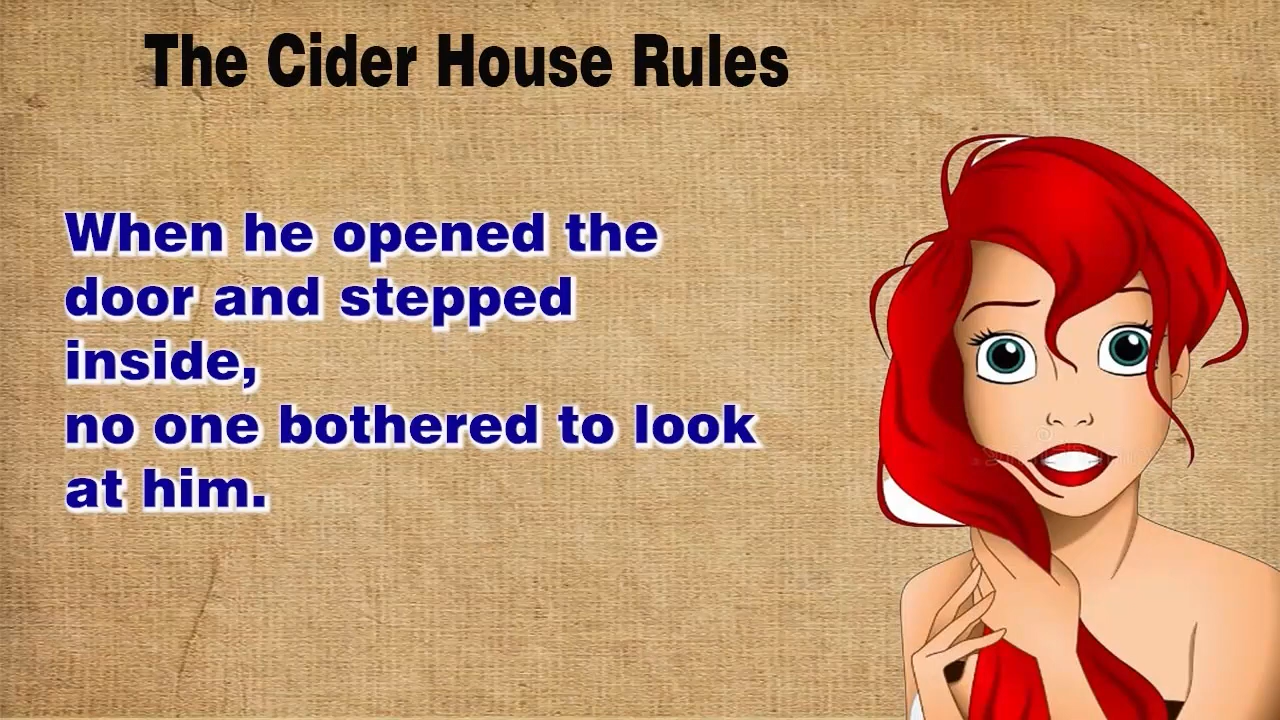 The Cider House Rules
When he opened the
door and stepped
inside,
no one bothered to look
at him.